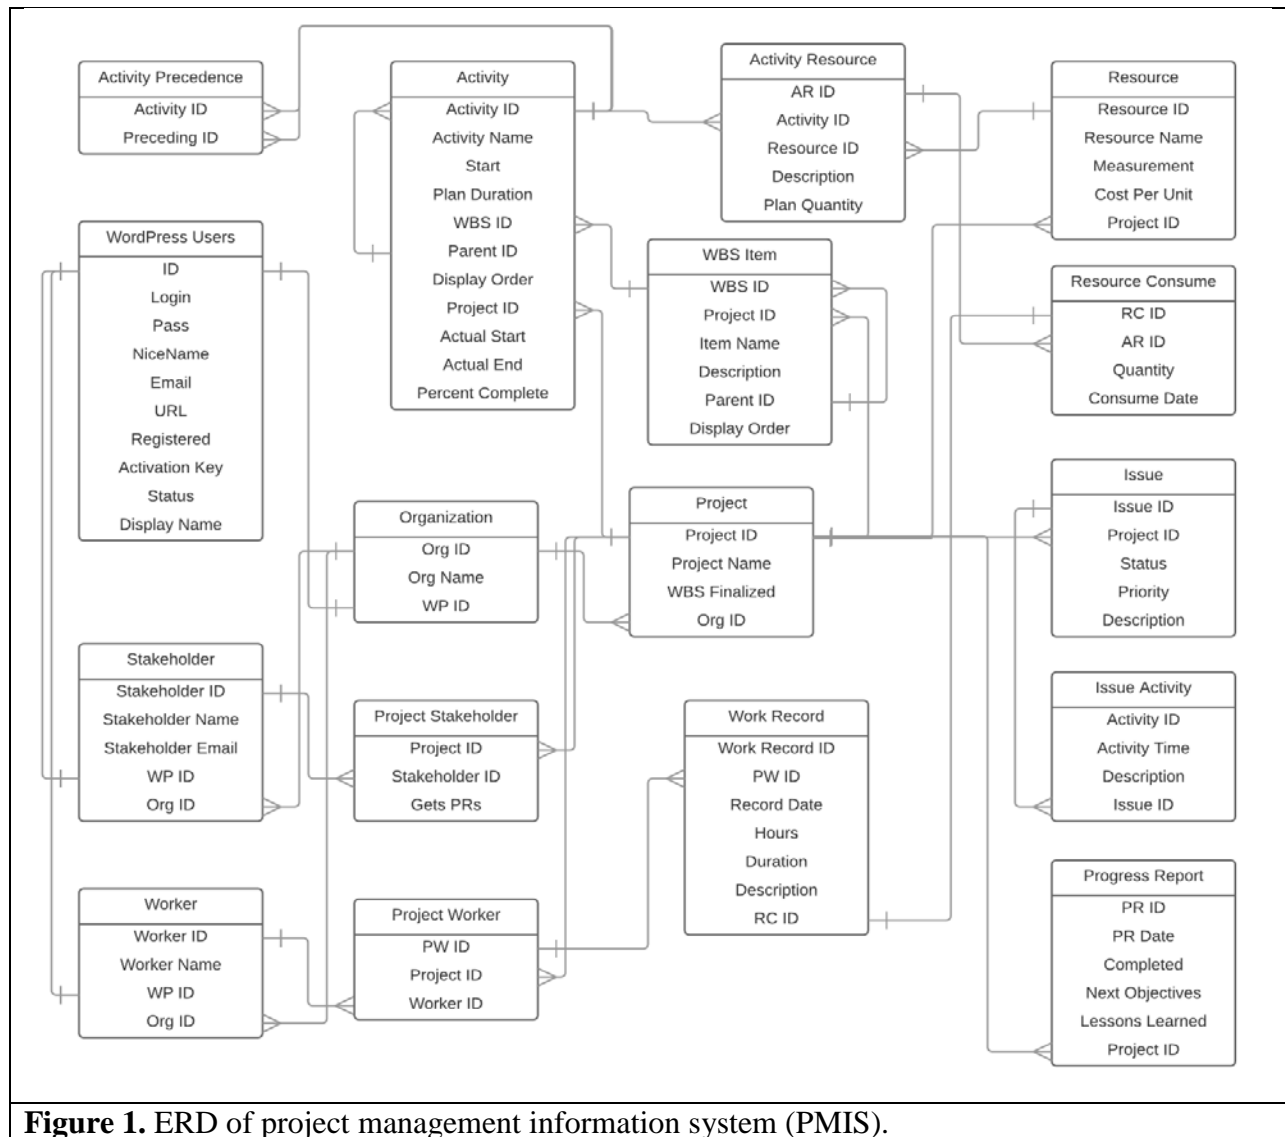 Activity Precedence
Activity ID
Preceding ID
Activity
Activity ID
Activity Name
Start
Plan Duration
WBS ID
Parent ID
Display Order
Project ID
Actual Start
Actual End
Percent Complete
Activity Resource
AR ID
Activity ID
Resource ID
Description
Plan Quantity
Resource
Resource ID
Resource Name
Measurement
Cost Per Unit
Project ID
WordPress Users
ID
Login
Pass
NiceName
Email
URL
Registered
Activation Key
Status
Display Name
WBS Item
WBS ID
Project ID
Item Name
Description
Parent ID
Display Order
Resource Consume
RC ID
AR ID
Quantity
Consume Date
Organization
Org ID
Org Name
WP ID
Project
Project ID
Project Name
WBS Finalized
Org ID
Issue
Issue ID
Project ID
Status
Priority
Description
Stakeholder
Stakeholder ID
Stakeholder Name
Stakeholder Email
WP ID
Org ID
Project Stakeholder
Project ID
Stakeholder ID
Gets PRs
Work Record
Work Record ID
PW ID
Record Date
Hours
Duration
Description
RC ID
Issue Activity
Activity ID
Activity Time
Description
Issue ID
Worker
Worker ID
Worker Name
WP ID
Org ID
Project Worker
PW ID
Project ID
Worker ID
Progress Report
PR ID
PR Date
Completed
Next Objectives
Lessons Learned
Project ID
Figure 1. ERD of project management information system (PMIS).